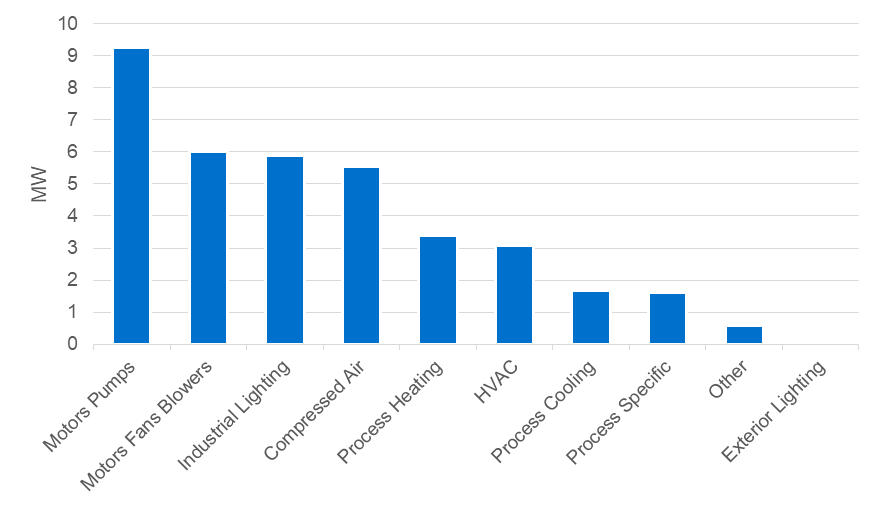 10
9
8
7
6
5
4
3
2
1
0
MW
Motors Pumps
Motors Fans Blowers
Industrial Lighting
Compressed Air
Process Heating
HVAC
Process Cooling
Process Specific
Other
Exterior Lighting